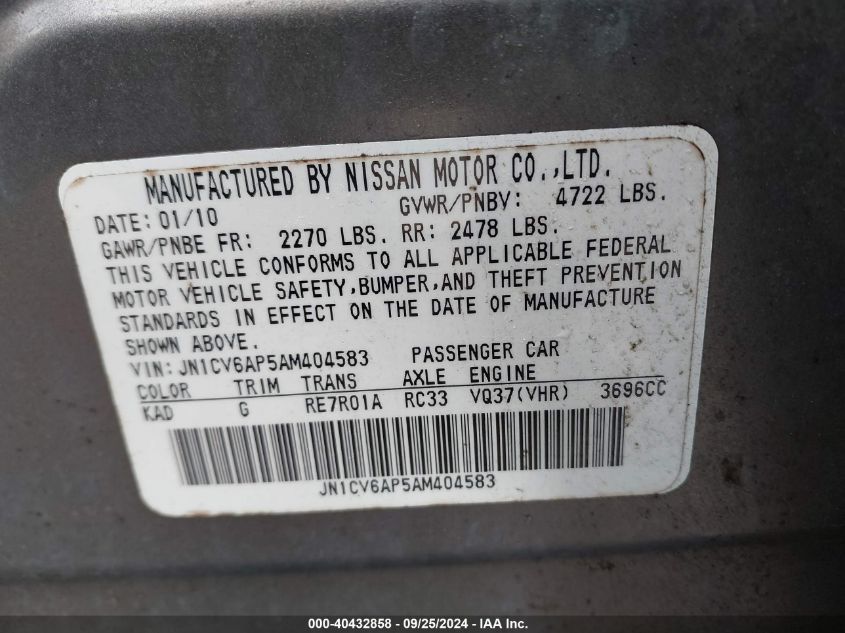 MANUFACTURED BY NISSAN MOTOR CO.,LTD.
DATE: 01/10 GVWR/PNBV: 4722 LBS.
GAWR/PNBE FR: 2270 LBS. RR: 2478 LBS.
THIS VEHICLE CONFORMS TO ALL APPLICABLE FEDERAL
MOTOR VEHICLE SAFETY,BUMPER,AND THEFT PREVENTION
STANDARDS IN EFFECT ON THE DATE OF MANUFACTURE
SHOWN ABOVE.
VIN: JN1CV6AP5AM404583 PASSENGER CAR
COLOR TRIM TRANS AXLE ENGINE
KAD G RE7R01A RC33 VQ37(VHR) 3696CC
JN1CV6AP5AM404583
000-40432858 - 09/25/2024 - IAA Inc.